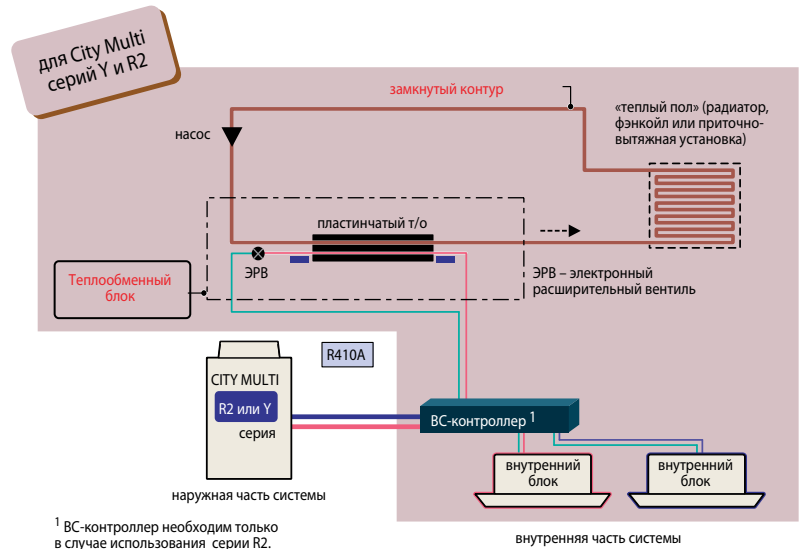 для City Multi
серий Y и R2
замкнутый контур
«теплый пол» (радиатор,
фэнкойл или приточно-
вытяжная установка)
насос
пластинчатый т/о
ЭРВ
ЭРВ – электронный
расширительный вентиль
Теплообменный
блок
R410A
CITY MULTI
R2 или Y
серия
BC-контроллер 1
внутренний
блок
внутренний
блок
наружная часть системы
1 BC-контроллер необходим только
в случае использования серии R2.
внутренняя часть системы